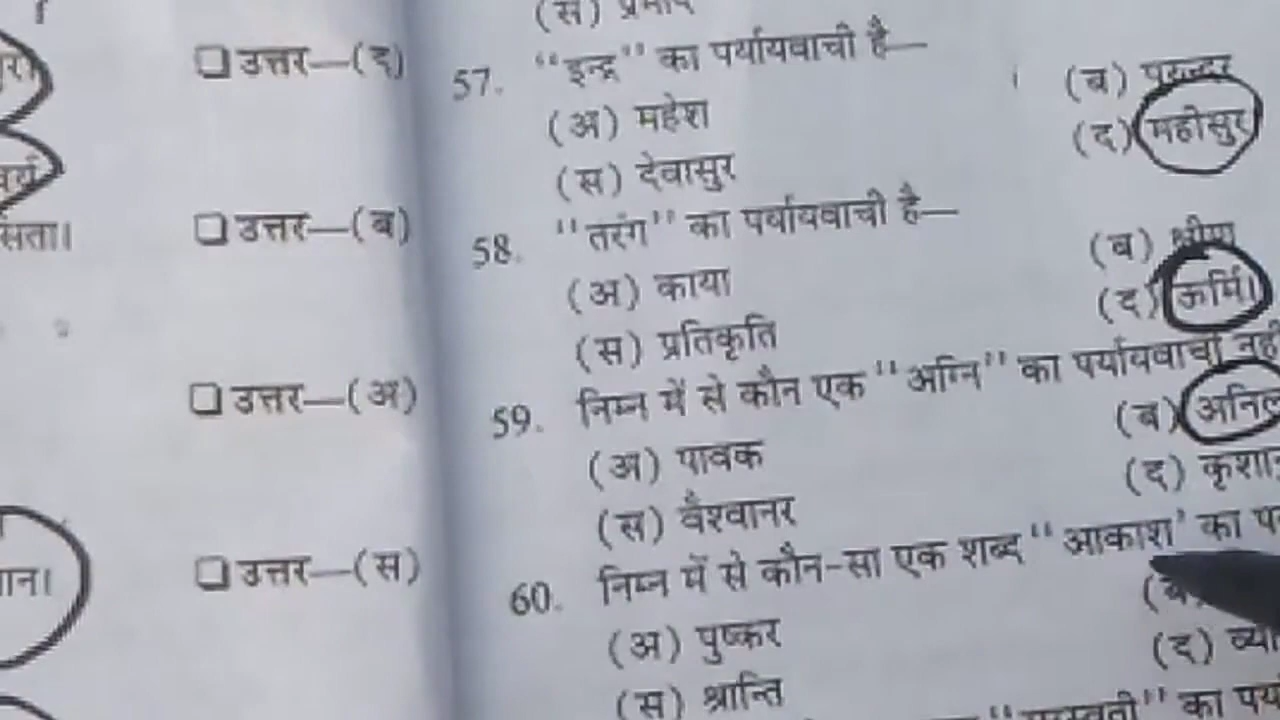 (स) प्रमाद
उत्तर—(द)
57. "इन्द्र" का पर्यायवाची है—
(अ) महेश (ब) पुरन्दर
(स) देवासुर (द) महीसुर
सता।
उत्तर—(ब)
58. "तरंग" का पर्यायवाची है—
(अ) काया (ब)
(स) प्रतिकृति (द) ऊर्मि।
उत्तर—(अ)
59. निम्न में से कौन एक "अग्नि" का पर्यायवाची नहीं
(अ) पावक (ब) अनिल
(स) वैश्वानर (द) कृशान
उत्तर—(स)
60. निम्न में से कौन-सा एक शब्द "आकाश' का
(अ) पुष्कर (ब)
(स) श्रान्ति (द) व्यो
का